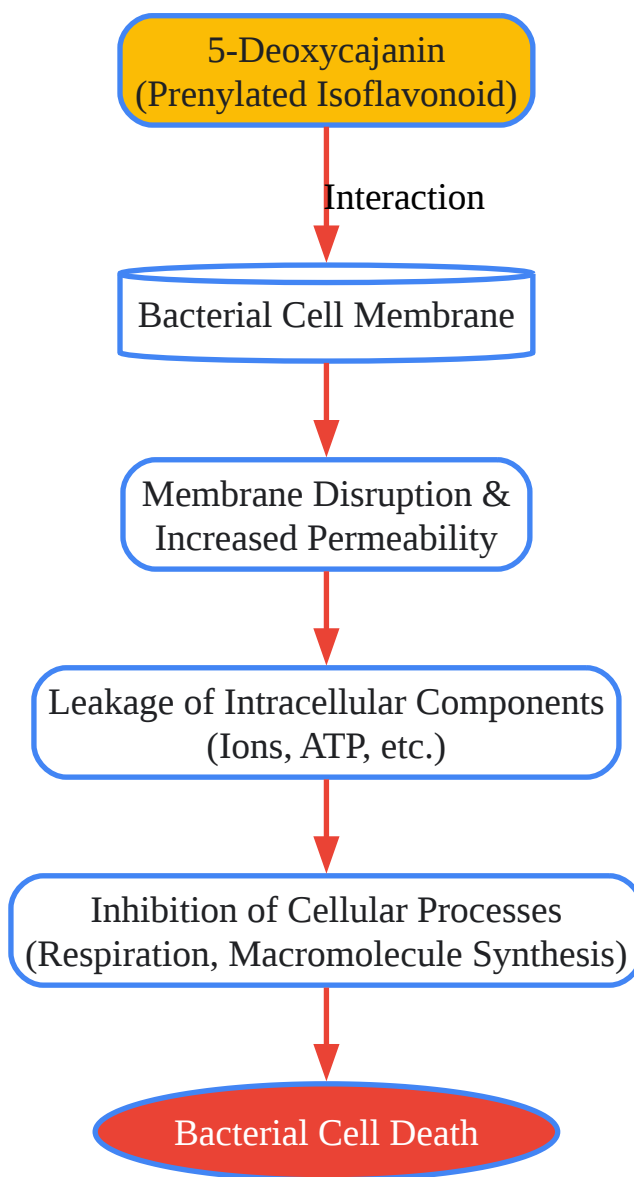 5-Deoxycajanin
(Prenylated Isoflavonoid)
Interaction
Bacterial Cell Membrane
Membrane Disruption &
Increased Permeability
Leakage of Intracellular Components
(Ions, ATP, etc.)
Inhibition of Cellular Processes
(Respiration, Macromolecule Synthesis)
Bacterial Cell Death